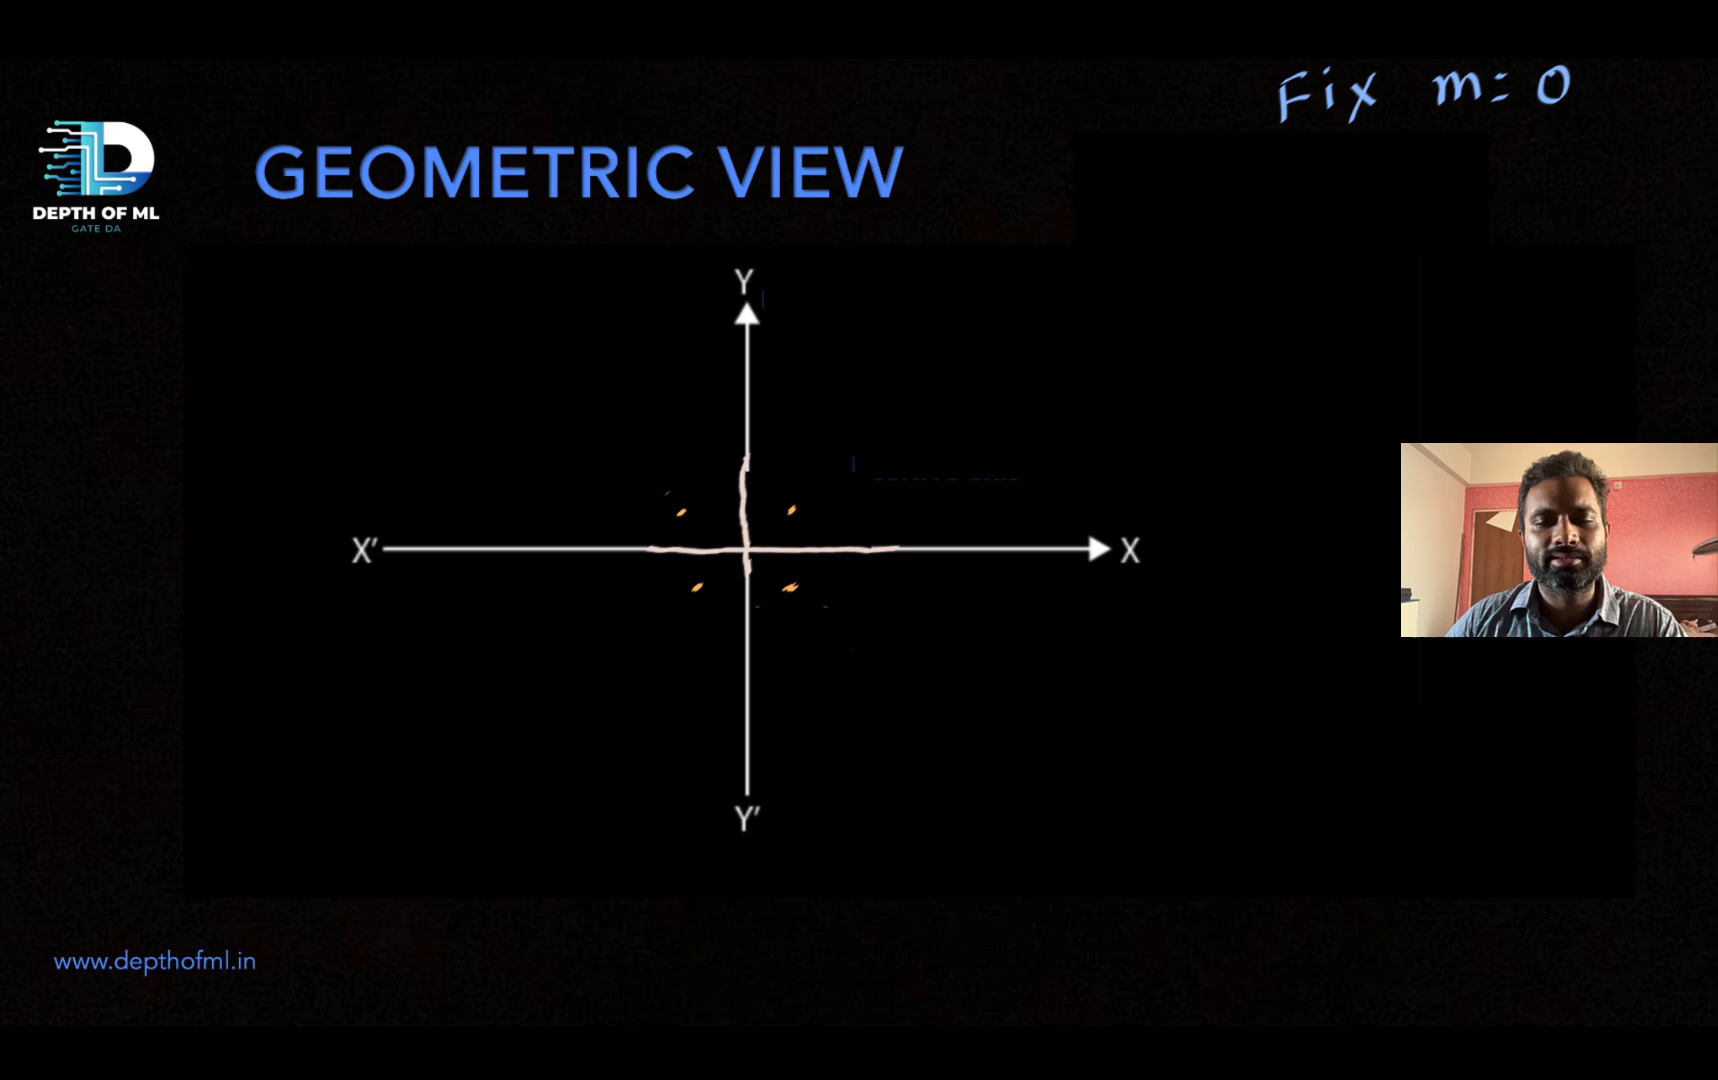 Fix m = 0
DEPTH OF ML
GATE DA
GEOMETRIC VIEW
Y
X'
X
Y'
www.depthofml.in